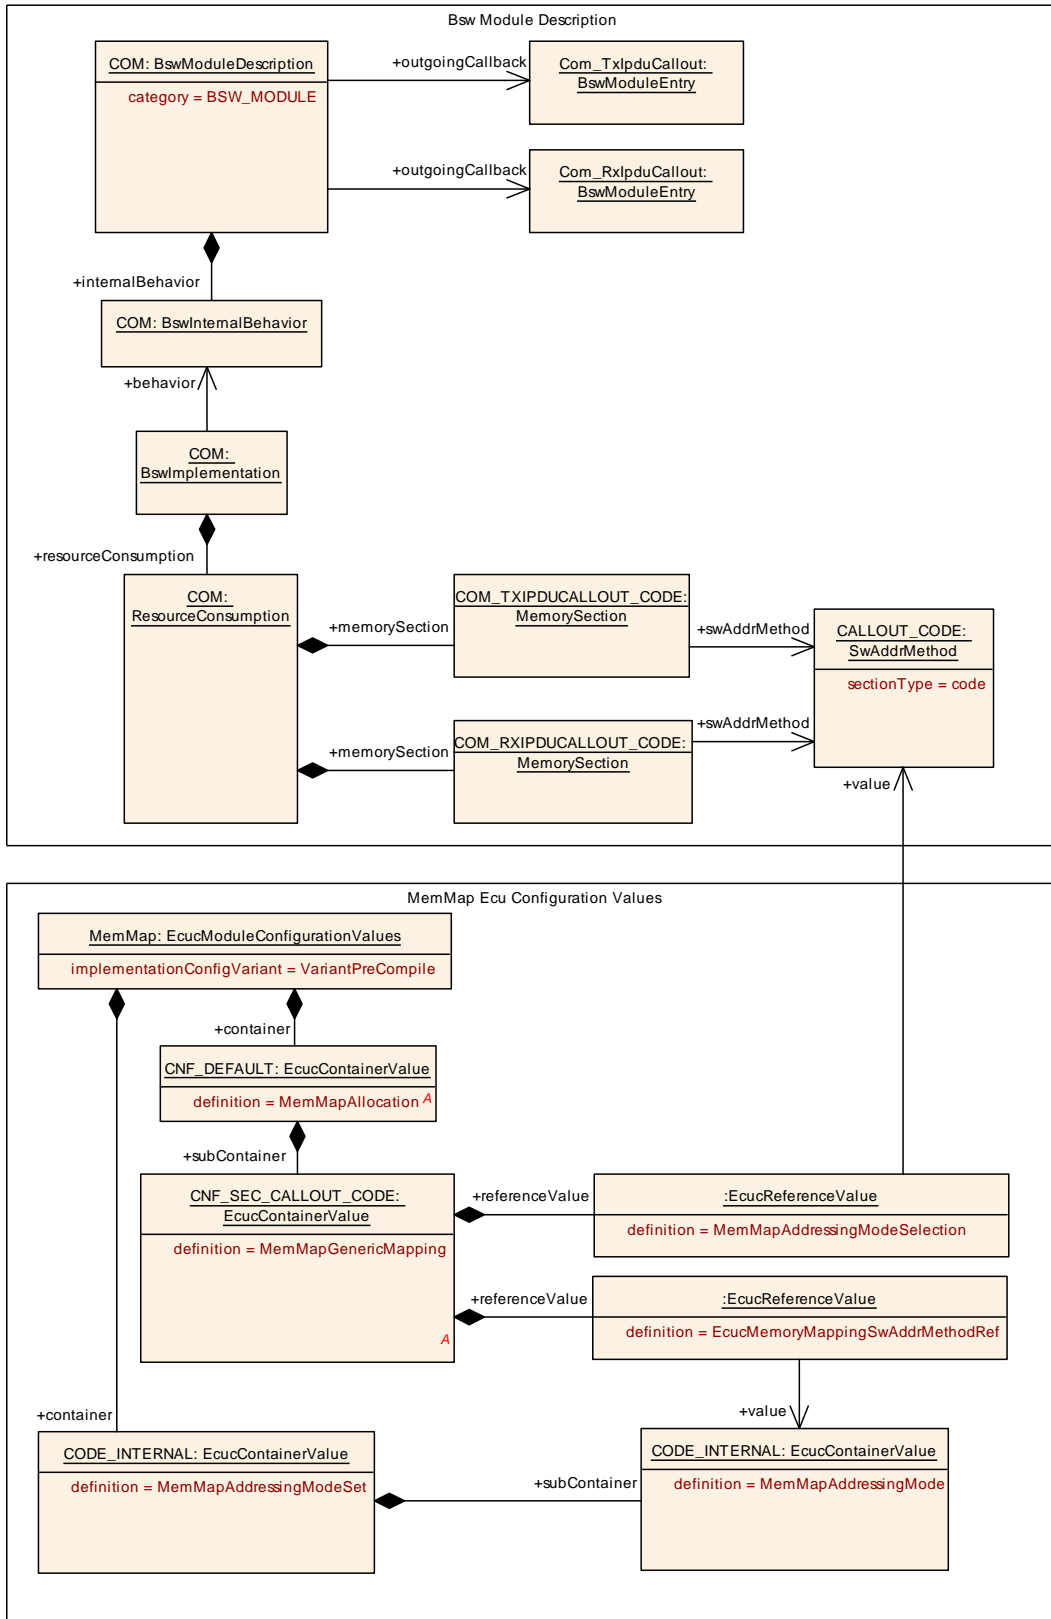 Bsw Module Description
COM: BswModuleDescription
category = BSW_MODULE
+outgoingCallback
Com_TxIpduCallout:
BswModuleEntry
+outgoingCallback
Com_RxIpduCallout:
BswModuleEntry
+internalBehavior
COM: BswInternalBehavior
+behavior
COM:
BswImplementation
+resourceConsumption
COM:
ResourceConsumption
+memorySection
COM_TXIPDUCALLOUT_CODE:
MemorySection
+swAddrMethod
CALLOUT_CODE:
SwAddrMethod
sectionType = code
+memorySection
COM_RXIPDUCALLOUT_CODE:
MemorySection
+swAddrMethod
+value
MemMap Ecu Configuration Values
MemMap: EcucModuleConfigurationValues
implementationConfigVariant = VariantPreCompile
+container
CNF_DEFAULT: EcucContainerValue
definition = MemMapAllocation A
+subContainer
CNF_SEC_CALLOUT_CODE:
EcucContainerValue
definition = MemMapGenericMapping
A
+referenceValue
:EcucReferenceValue
definition = MemMapAddressingModeSelection
+referenceValue
:EcucReferenceValue
definition = EcucMemoryMappingSwAddrMethodRef
+container
+value
CODE_INTERNAL: EcucContainerValue
definition = MemMapAddressingModeSet
+subContainer
CODE_INTERNAL: EcucContainerValue
definition = MemMapAddressingMode